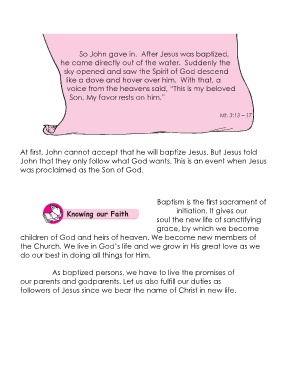 So John gave in. After Jesus was baptized,
he came directly out of the water. Suddenly the
sky opened and saw the Spirit of God descend
like a dove and hover over him. With that, a
voice from the heavens said, "This is my beloved
Son, My favor rests on him."
Mt. 3:13 – 17
At first, John cannot accept that he will baptize Jesus. But Jesus told
John that they only follow what God wants. This is an event when Jesus
was proclaimed as the Son of God.
Knowing our Faith
Baptism is the first sacrament of
initiation. It gives our
soul the new life of sanctifying
grace, by which we become
children of God and heirs of heaven. We become new members of
the Church. We live in God's life and we grow in His great love as we
do our best in doing all things for Him.
As baptized persons, we have to live the promises of
our parents and godparents. Let us also fulfill our duties as
followers of Jesus since we bear the name of Christ in new life.